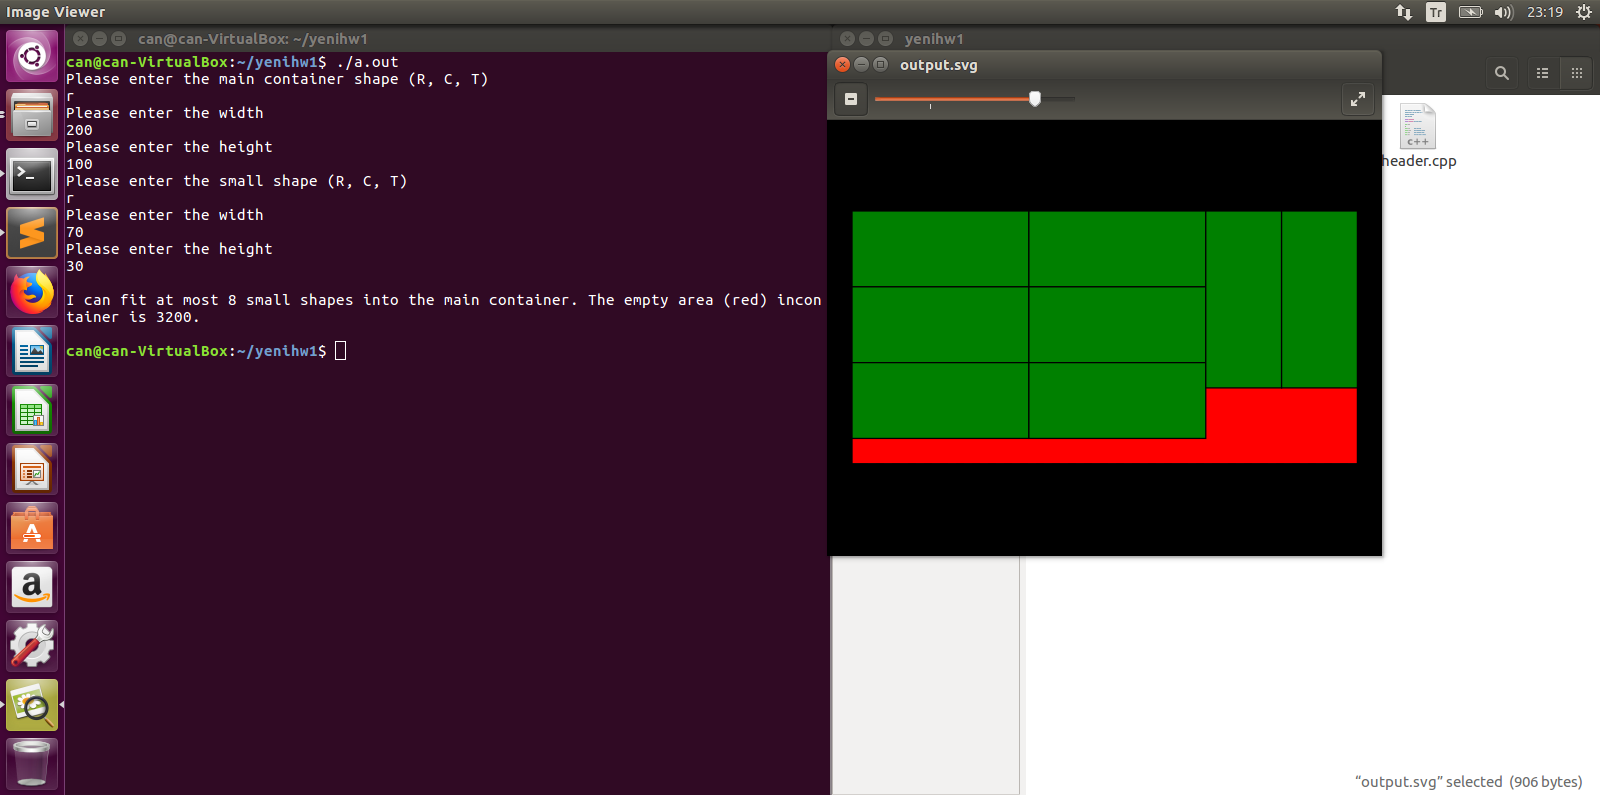 Image Viewer
Tr
23:19
can@can-VirtualBox: ~/yenihw1
yenihw1
can@can-VirtualBox:~/yenihw1$ ./a.out
Please enter the main container shape (R, C, T)
r
Please enter the width
200
Please enter the height
100
Please enter the small shape (R, C, T)
r
Please enter the width
70
Please enter the height
30
I can fit at most 8 small shapes into the main container. The empty area (red) incon
tainer is 3200.
can@can-VirtualBox:~/yenihw1$
output.svg
C++
header.cpp
“output.svg” selected (906 bytes)